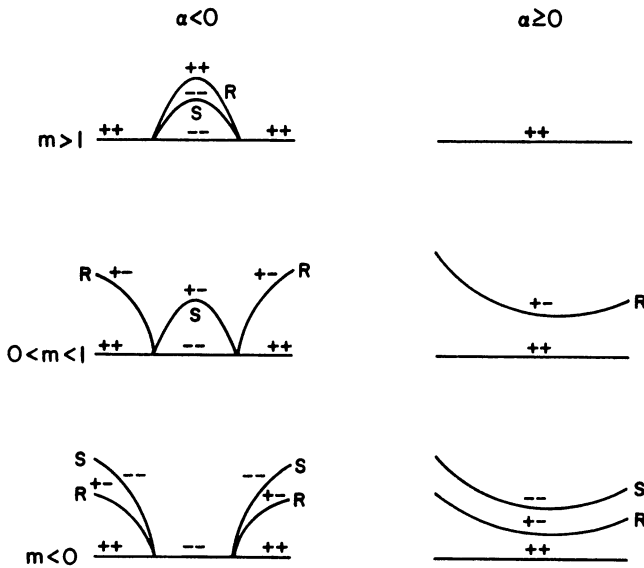 α<0 α≥0
++
-- R
S
++ -- ++ ++
m>1
R +- +- +- R
S +-
R
0<m<1 ++ -- ++ ++
S -- -- S
+- +- -- S
R R +- R
m<0 ++ -- ++ ++